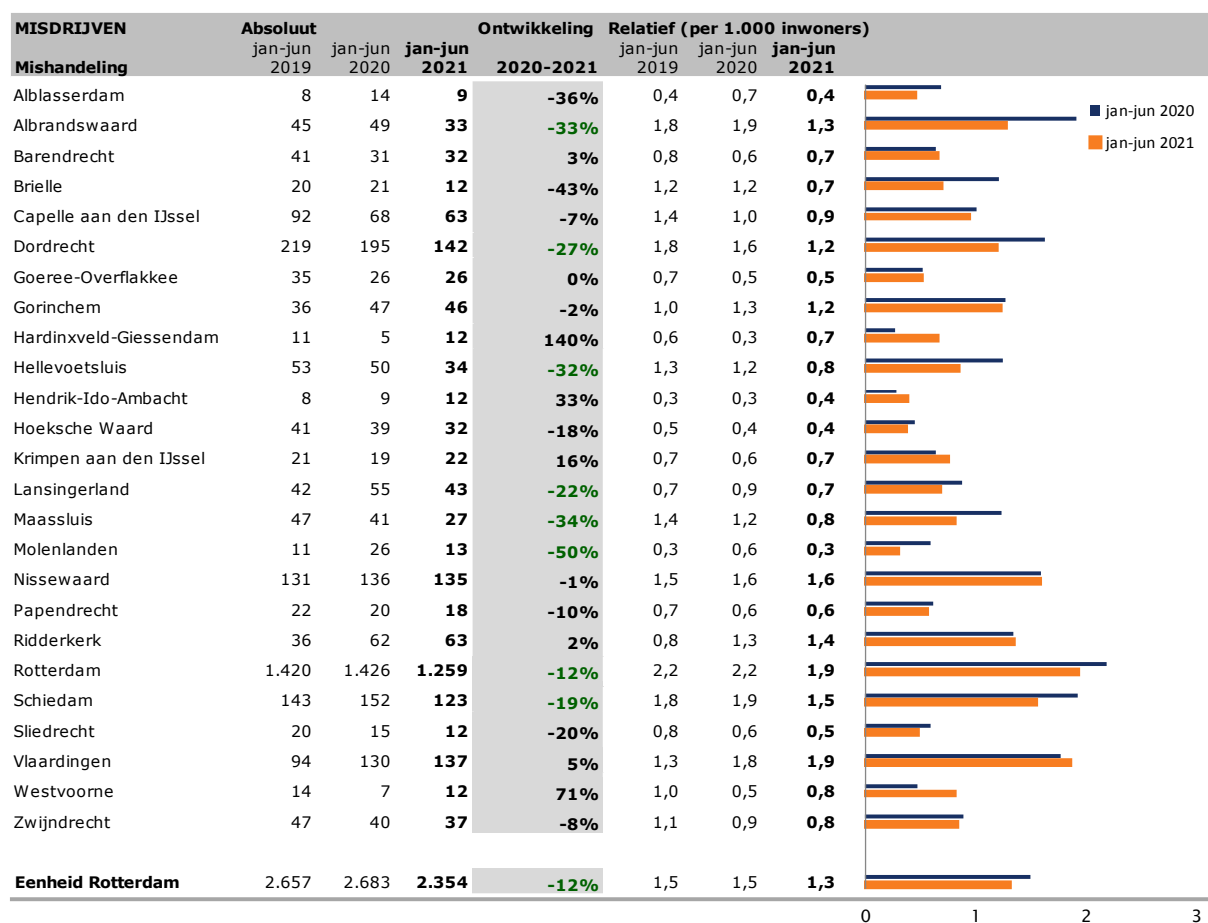 MISDRIJVEN Absoluut Ontwikkeling Relatief (per 1.000 inwoners)
jan-jun jan-jun jan-jun jan-jun jan-jun jan-jun
Mishandeling 2019 2020 2021 2020-2021 2019 2020 2021
Alblasserdam 8 14 9 -36% 0,4 0,7 0,4
Albrandswaard 45 49 33 -33% 1,8 1,9 1,3
Barendrecht 41 31 32 3% 0,8 0,6 0,7
Brielle 20 21 12 -43% 1,2 1,2 0,7
Capelle aan den IJssel 92 68 63 -7% 1,4 1,0 0,9
Dordrecht 219 195 142 -27% 1,8 1,6 1,2
Goeree-Overflakkee 35 26 26 0% 0,7 0,5 0,5
Gorinchem 36 47 46 -2% 1,0 1,3 1,2
Hardinxveld-Giessendam 11 5 12 140% 0,6 0,3 0,7
Hellevoetsluis 53 50 34 -32% 1,3 1,2 0,8
Hendrik-Ido-Ambacht 8 9 12 33% 0,3 0,3 0,4
Hoeksche Waard 41 39 32 -18% 0,5 0,4 0,4
Krimpen aan den IJssel 21 19 22 16% 0,7 0,6 0,7
Lansingerland 42 55 43 -22% 0,7 0,9 0,7
Maassluis 47 41 27 -34% 1,4 1,2 0,8
Molenlanden 11 26 13 -50% 0,3 0,6 0,3
Nissewaard 131 136 135 -1% 1,5 1,6 1,6
Papendrecht 22 20 18 -10% 0,7 0,6 0,6
Ridderkerk 36 62 63 2% 0,8 1,3 1,4
Rotterdam 1.420 1.426 1.259 -12% 2,2 2,2 1,9
Schiedam 143 152 123 -19% 1,8 1,9 1,5
Sliedrecht 20 15 12 -20% 0,8 0,6 0,5
Vlaardingen 94 130 137 5% 1,3 1,8 1,9
Westvoorne 14 7 12 71% 1,0 0,5 0,8
Zwijndrecht 47 40 37 -8% 1,1 0,9 0,8
Eenheid Rotterdam 2.657 2.683 2.354 -12% 1,5 1,5 1,3
jan-jun 2020
jan-jun 2021
0 1 2 3